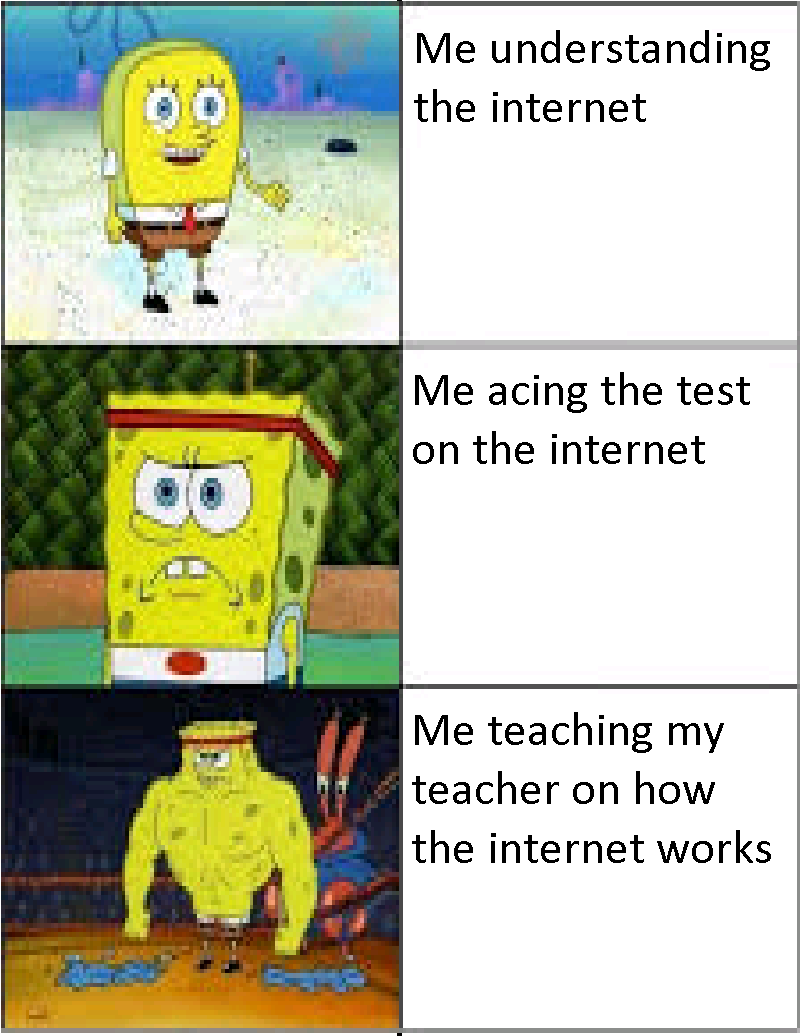 Me understanding
the internet
Me acing the test
on the internet
Me teaching my
teacher on how
the internet works